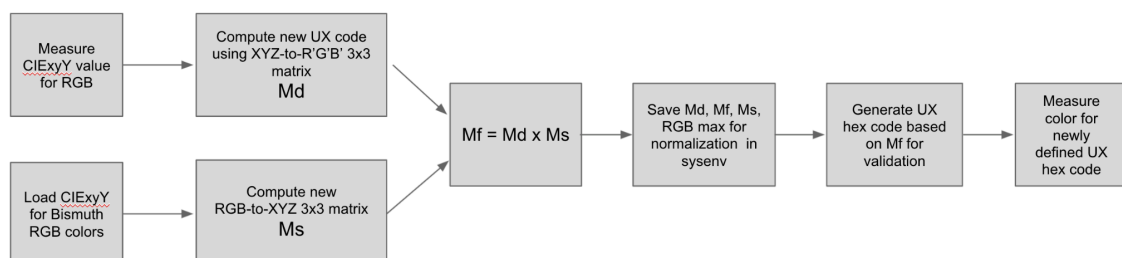 Measure
CIExyY value
for RGB
Compute new UX code
using XYZ-to-R'G'B' 3x3
matrix
Md
Load CIExyY
for Bismuth
RGB colors
Compute new
RGB-to-XYZ 3x3 matrix
Ms
Mf = Md x Ms
Save Md, Mf, Ms,
RGB max for
normalization in
sysenv
Generate UX
hex code based
on Mf for
validation
Measure
color for
newly
defined UX
hex code